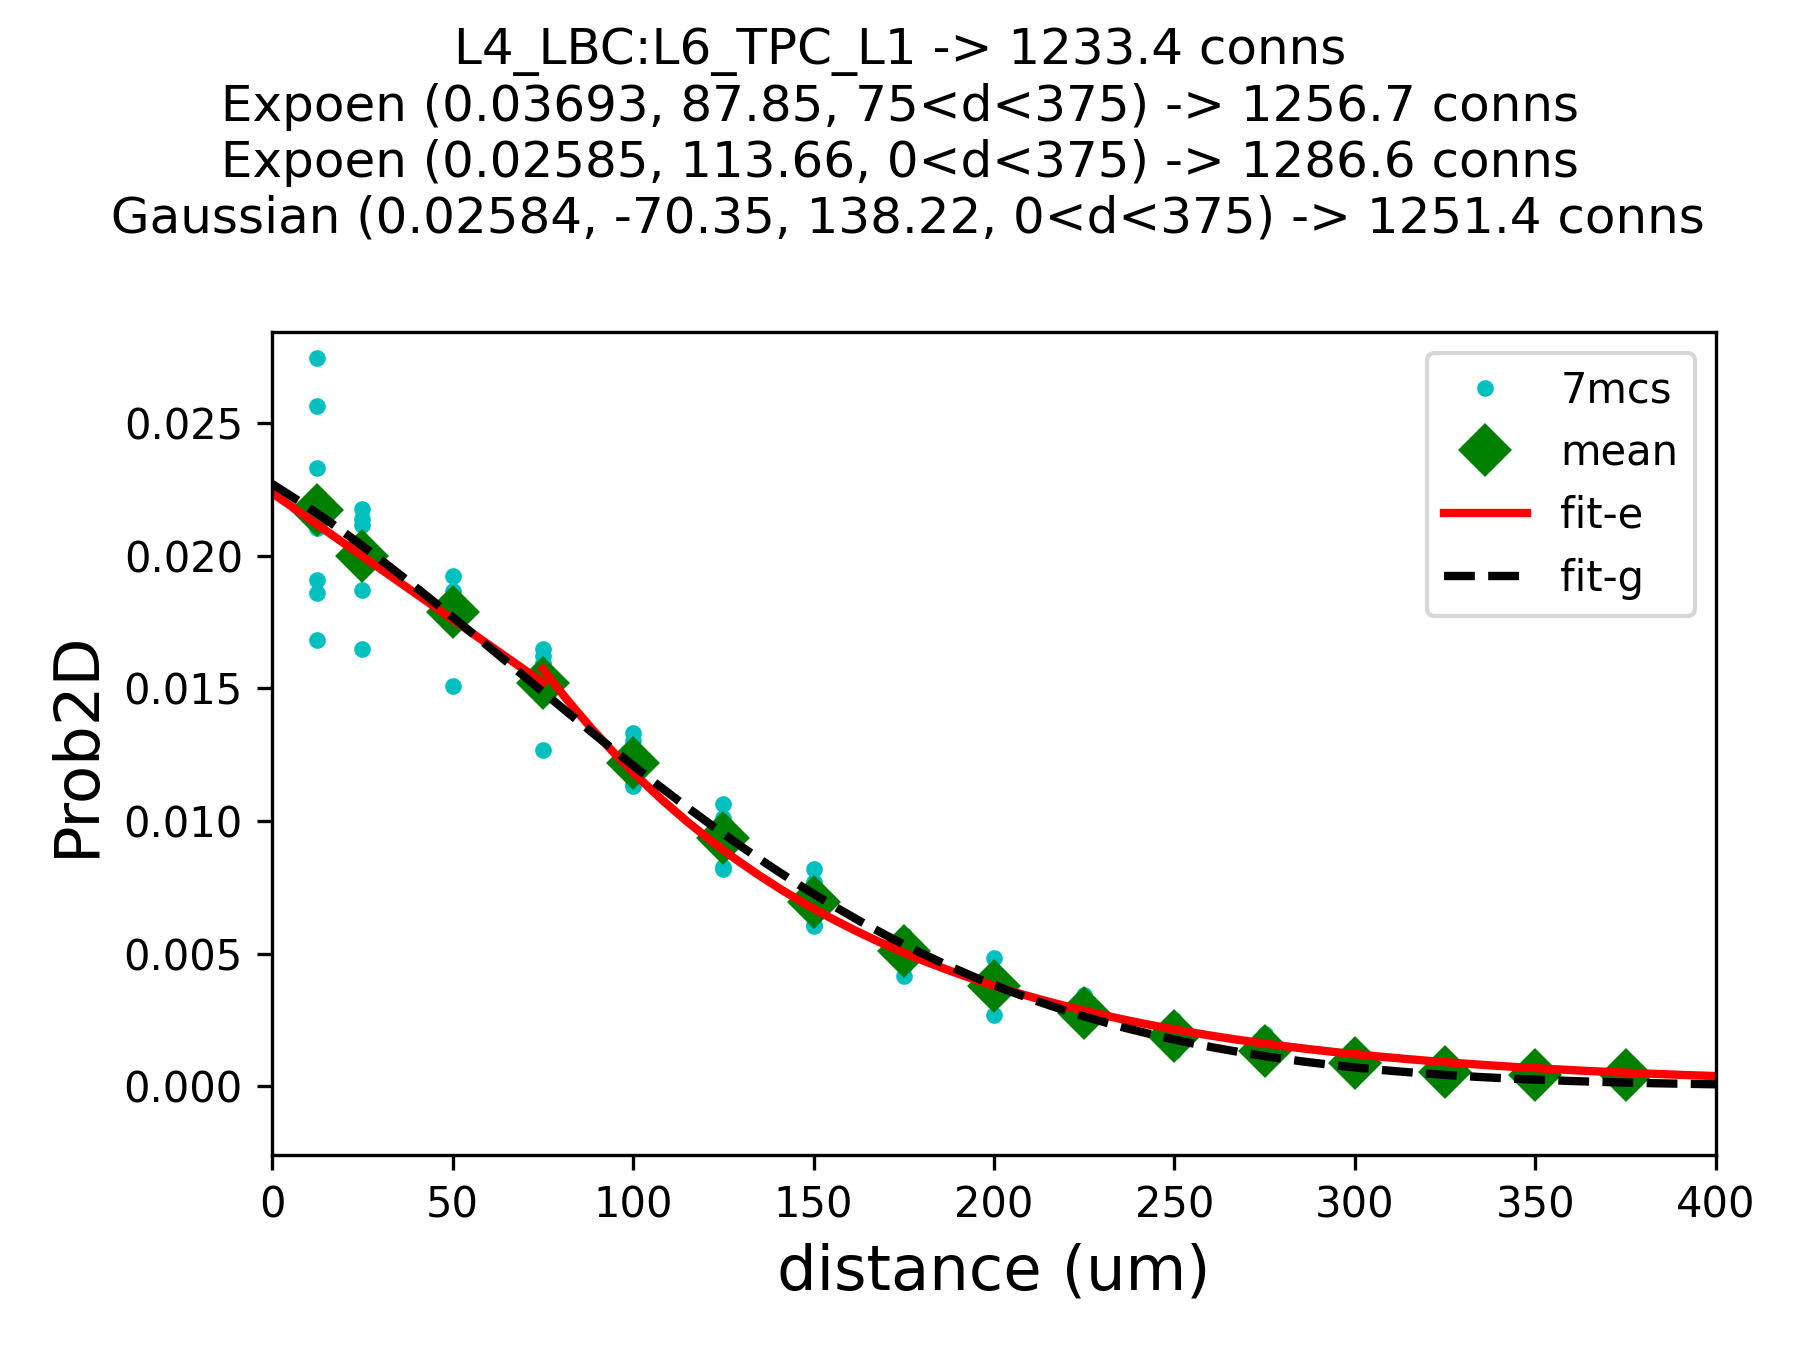 L4_LBC:L6_TPC_L1 -> 1233.4 conns
Expoen (0.03693, 87.85, 75<d<375) -> 1256.7 conns
Expoen (0.02585, 113.66, 0<d<375) -> 1286.6 conns
Gaussian (0.02584, -70.35, 138.22, 0<d<375) -> 1251.4 conns
7mcs
mean
fit-e
fit-g
Prob2D
0.025
0.020
0.015
0.010
0.005
0.000
0 50 100 150 200 250 300 350 400
distance (um)